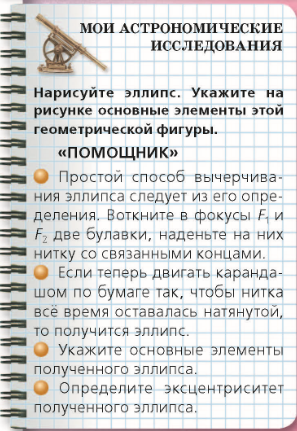 МОИ АСТРОНОМИЧЕСКИЕ
ИССЛЕДОВАНИЯ
Нарисуйте эллипс. Укажите на
рисунке основные элементы этой
геометрической фигуры.
«ПОМОЩНИК»
Простой способ вычерчива-
ния эллипса следует из его опре-
деления. Воткните в фокусы F₁ и
F₂ две булавки, наденьте на них
нитку со связанными концами.
Если теперь двигать каранда-
шом по бумаге так, чтобы нитка
всё время оставалась натянутой,
то получится эллипс.
Укажите основные элементы
полученного эллипса.
Определите эксцентриситет
полученного эллипса.